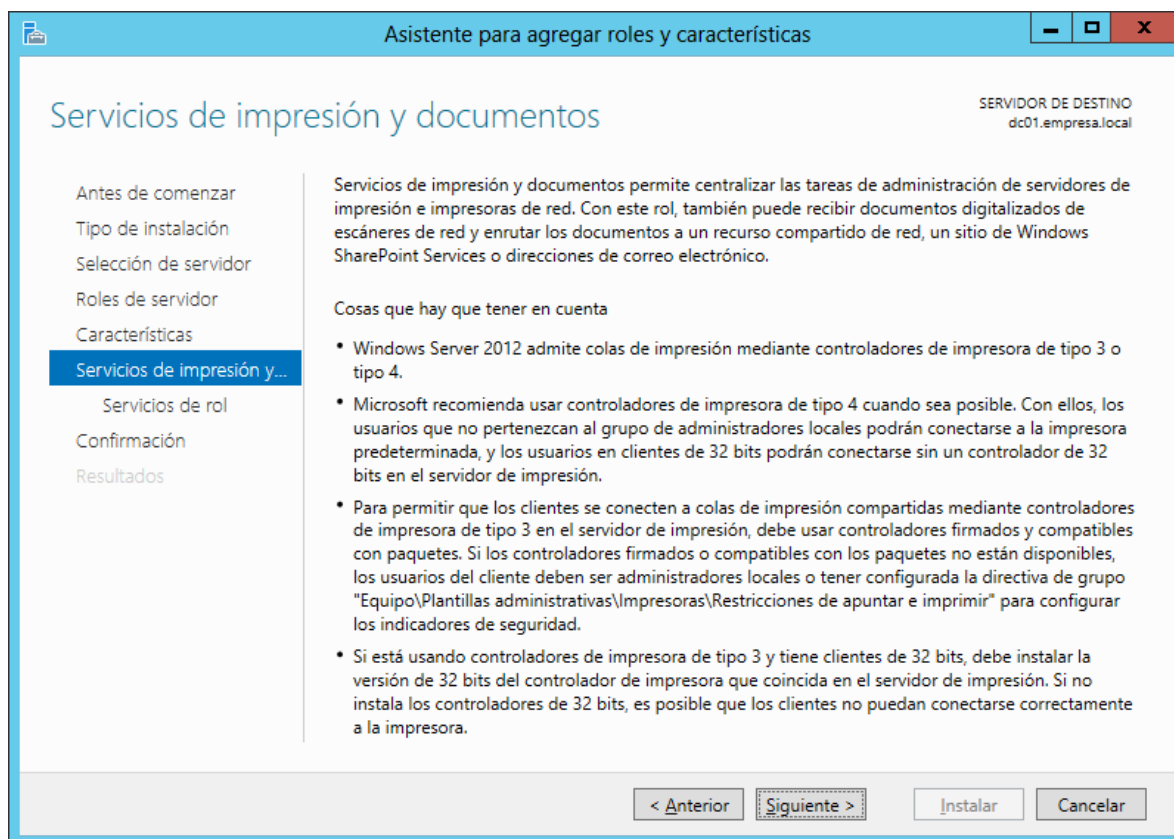 Asistente para agregar roles y características
Servicios de impresión y documentos
SERVIDOR DE DESTINO
dc01.empresa.local
Antes de comenzar
Tipo de instalación
Selección de servidor
Roles de servidor
Características
Servicios de impresión y...
Servicios de rol
Confirmación
Resultados
Servicios de impresión y documentos permite centralizar las tareas de administración de servidores de
impresión e impresoras de red. Con este rol, también puede recibir documentos digitalizados de
escáneres de red y enrutar los documentos a un recurso compartido de red, un sitio de Windows
SharePoint Services o direcciones de correo electrónico.
Cosas que hay que tener en cuenta
• Windows Server 2012 admite colas de impresión mediante controladores de impresora de tipo 3 o
tipo 4.
• Microsoft recomienda usar controladores de impresora de tipo 4 cuando sea posible. Con ellos, los
usuarios que no pertenezcan al grupo de administradores locales podrán conectarse a la impresora
predeterminada, y los usuarios en clientes de 32 bits podrán conectarse sin un controlador de 32
bits en el servidor de impresión.
• Para permitir que los clientes se conecten a colas de impresión compartidas mediante controladores
de impresora de tipo 3 en el servidor de impresión, debe usar controladores firmados y compatibles
con paquetes. Si los controladores firmados o compatibles con los paquetes no están disponibles,
los usuarios del cliente deben ser administradores locales o tener configurada la directiva de grupo
"Equipo\Plantillas administrativas\Impresoras\Restricciones de apuntar e imprimir" para configurar
los indicadores de seguridad.
• Si está usando controladores de impresora de tipo 3 y tiene clientes de 32 bits, debe instalar la
versión de 32 bits del controlador de impresora que coincida en el servidor de impresión. Si no
instala los controladores de 32 bits, es posible que los clientes no puedan conectarse correctamente
a la impresora.
< Anterior
Siguiente >
Instalar
Cancelar